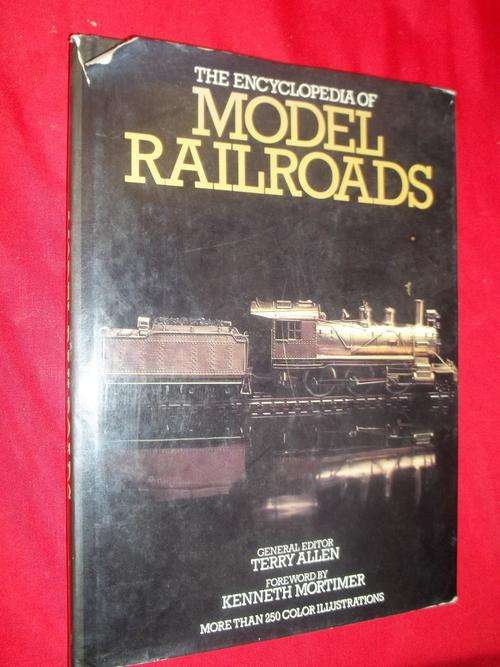 THE ENCYCLOPEDIA OF
MODEL
RAILROADS
GENERAL EDITOR
TERRY ALLEN
FOREWORD BY
KENNETH MORTIMER
MORE THAN 250 COLOR ILLUSTRATIONS